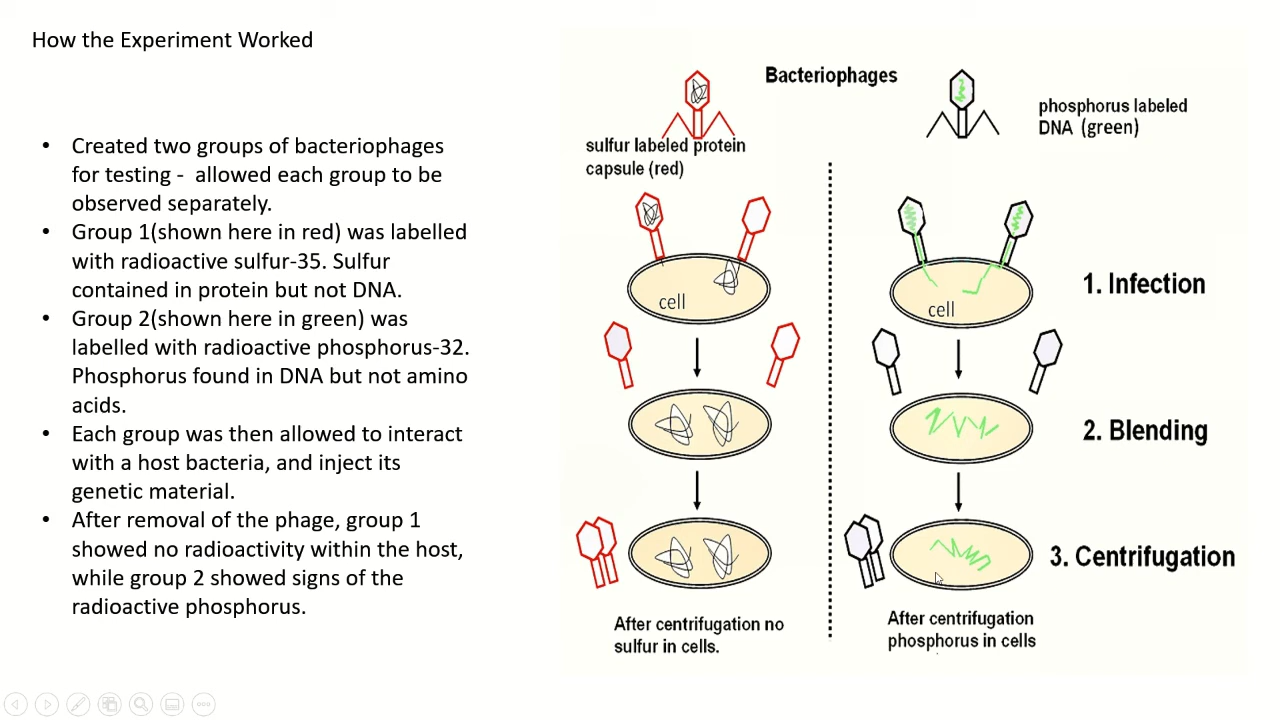 How the Experiment Worked
• Created two groups of bacteriophages
for testing - allowed each group to be
observed separately.
• Group 1(shown here in red) was labelled
with radioactive sulfur-35. Sulfur
contained in protein but not DNA.
• Group 2(shown here in green) was
labelled with radioactive phosphorus-32.
Phosphorus found in DNA but not amino
acids.
• Each group was then allowed to interact
with a host bacteria, and inject its
genetic material.
• After removal of the phage, group 1
showed no radioactivity within the host,
while group 2 showed signs of the
radioactive phosphorus.
Bacteriophages
sulfur labeled protein
capsule (red)
phosphorus labeled
DNA (green)
cell
cell
1. Infection
2. Blending
3. Centrifugation
After centrifugation no
sulfur in cells.
After centrifugation
phosphorus in cells